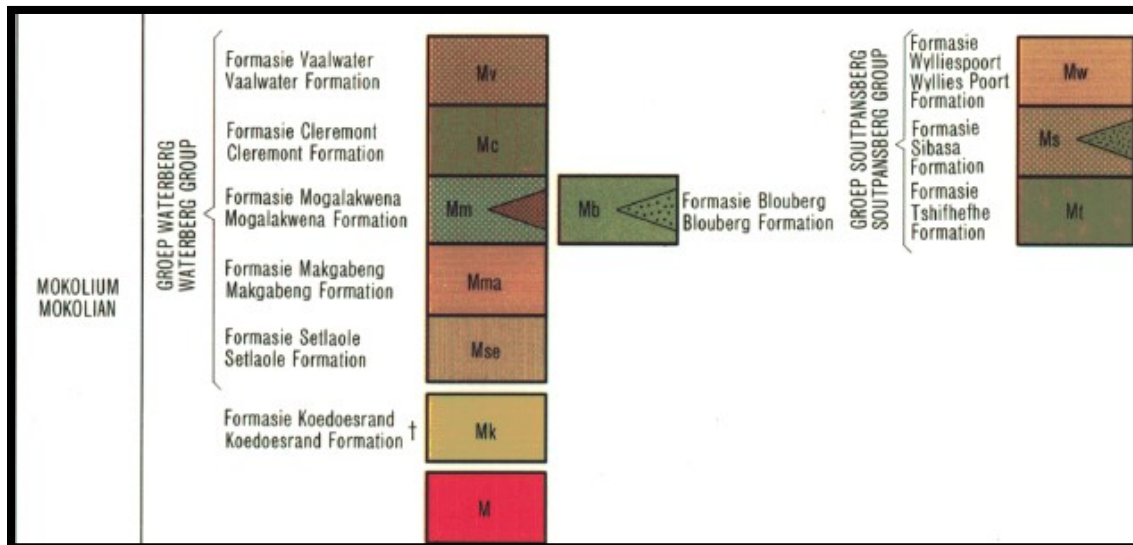 MOKOLIUM
MOKOLIAN
GROEP WATERBERG
WATERBERG GROUP
Formasie Vaalwater
Vaalwater Formation
Mv
Formasie Cleremont
Cleremont Formation
Mc
Formasie Mogalakwena
Mogalakwena Formation
Mm
Mb
Formasie Blouberg
Blouberg Formation
Formasie Makgabeng
Makgabeng Formation
Mma
Formasie Setlaole
Setlaole Formation
Mse
Formasie Koedoesrand
Koedoesrand Formation †
Mk
M
GROEP SOUTPANSBERG
SOUTPANSBERG GROUP
Formasie
Wylliespoort
Wyllies Poort
Formation
Mw
Formasie
Sibasa
Formation
Ms
Formasie
Tshifhefhe
Formation
Mt